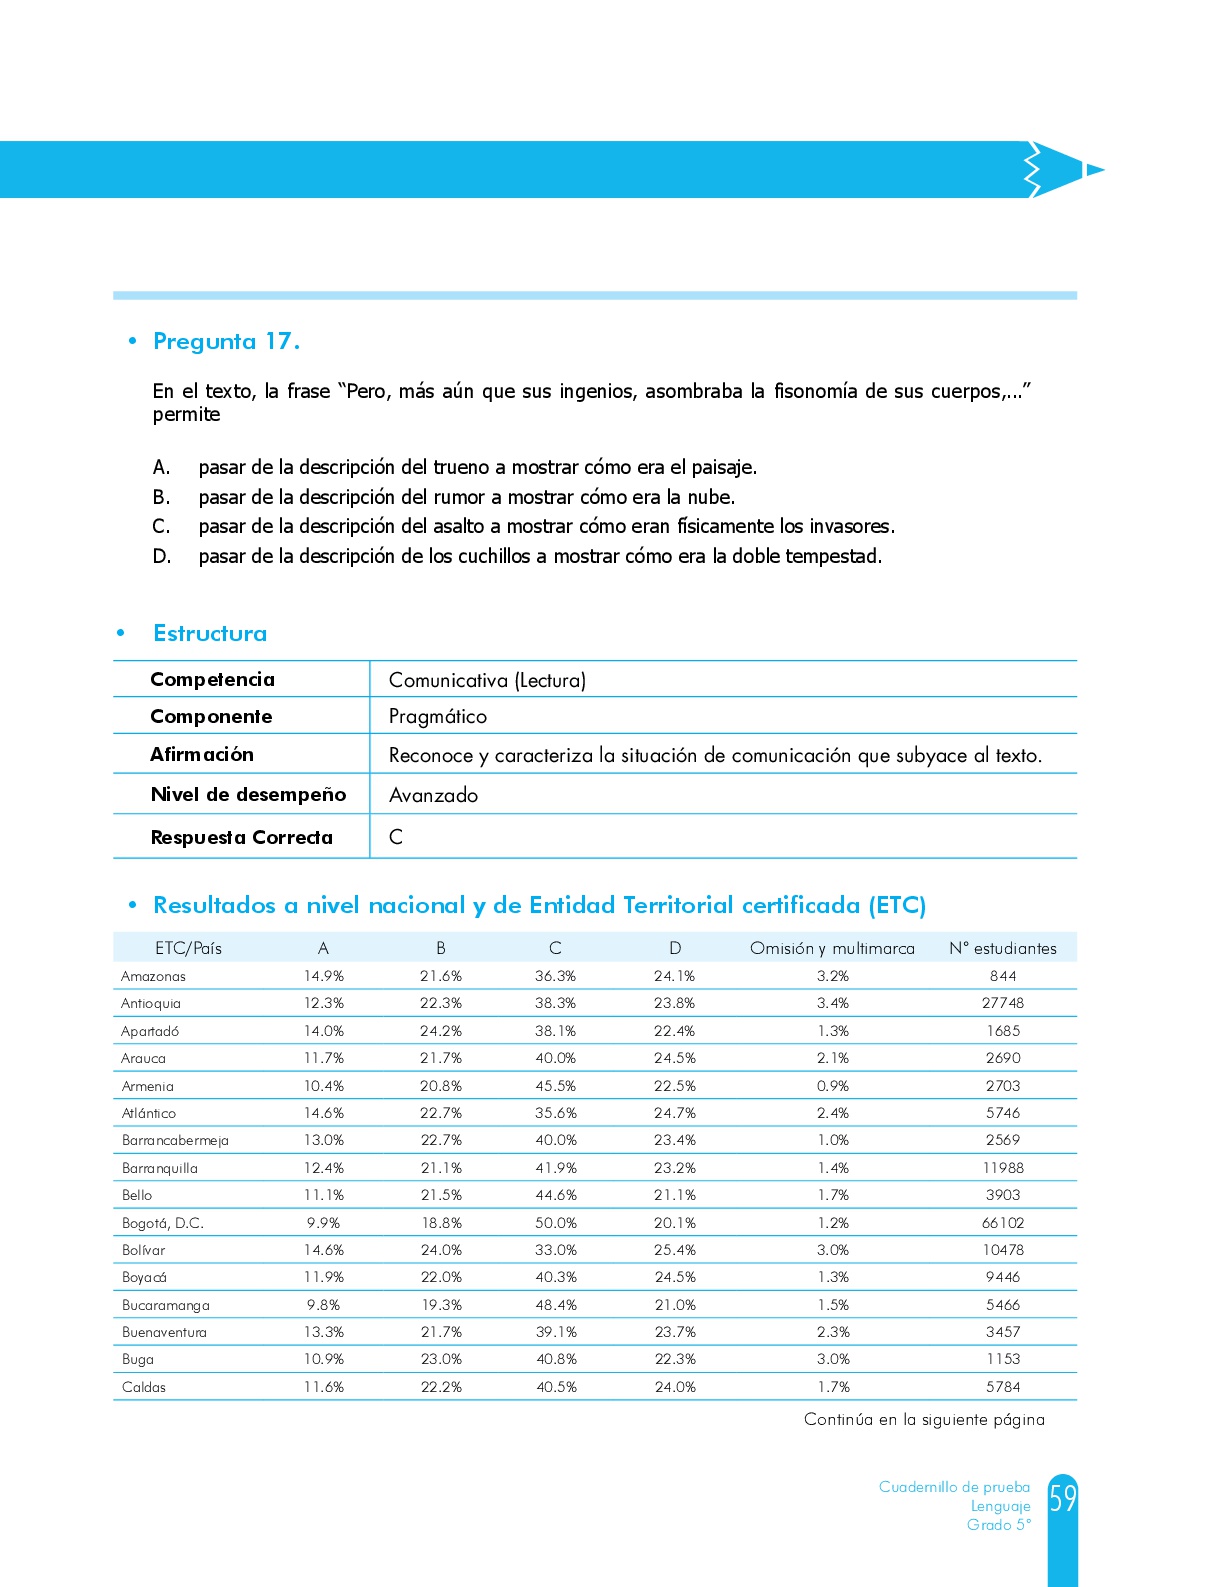 • Pregunta 17.
En el texto, la frase “Pero, más aún que sus ingenios, asombraba la fisonomía de sus cuerpos,...”
permite
A. pasar de la descripción del trueno a mostrar cómo era el paisaje.
B. pasar de la descripción del rumor a mostrar cómo era la nube.
C. pasar de la descripción del asalto a mostrar cómo eran físicamente los invasores.
D. pasar de la descripción de los cuchillos a mostrar cómo era la doble tempestad.
• Estructura
Competencia Comunicativa (Lectura)
Componente Pragmático
Afirmación Reconoce y caracteriza la situación de comunicación que subyace al texto.
Nivel de desempeño Avanzado
Respuesta Correcta C
• Resultados a nivel nacional y de Entidad Territorial certificada (ETC)
ETC/País A B C D Omisión y multimarca N° estudiantes
Amazonas 14.9% 21.6% 36.3% 24.1% 3.2% 844
Antioquia 12.3% 22.3% 38.3% 23.8% 3.4% 27748
Apartadó 14.0% 24.2% 38.1% 22.4% 1.3% 1685
Arauca 11.7% 21.7% 40.0% 24.5% 2.1% 2690
Armenia 10.4% 20.8% 45.5% 22.5% 0.9% 2703
Atlántico 14.6% 22.7% 35.6% 24.7% 2.4% 5746
Barrancabermeja 13.0% 22.7% 40.0% 23.4% 1.0% 2569
Barranquilla 12.4% 21.1% 41.9% 23.2% 1.4% 11988
Bello 11.1% 21.5% 44.6% 21.1% 1.7% 3903
Bogotá, D.C. 9.9% 18.8% 50.0% 20.1% 1.2% 66102
Bolívar 14.6% 24.0% 33.0% 25.4% 3.0% 10478
Boyacá 11.9% 22.0% 40.3% 24.5% 1.3% 9446
Bucaramanga 9.8% 19.3% 48.4% 21.0% 1.5% 5466
Buenaventura 13.3% 21.7% 39.1% 23.7% 2.3% 3457
Buga 10.9% 23.0% 40.8% 22.3% 3.0% 1153
Caldas 11.6% 22.2% 40.5% 24.0% 1.7% 5784
Continúa en la siguiente página
Cuadernillo de prueba
Lenguaje
Grado 5°
59